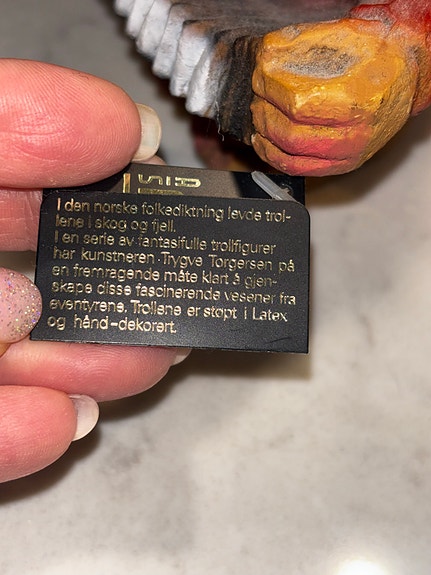 I den norske folkediktning levde trol-
lene i skog og fjell.
I en serie av fantasifulle trollfigurer
har kunstneren Trygve Torgersen på
en fremragende måte klart å gjen-
skape disse fascinerende vesener fra
eventyrene. Trollene er støpt i Latex
og hånd-dekorert.